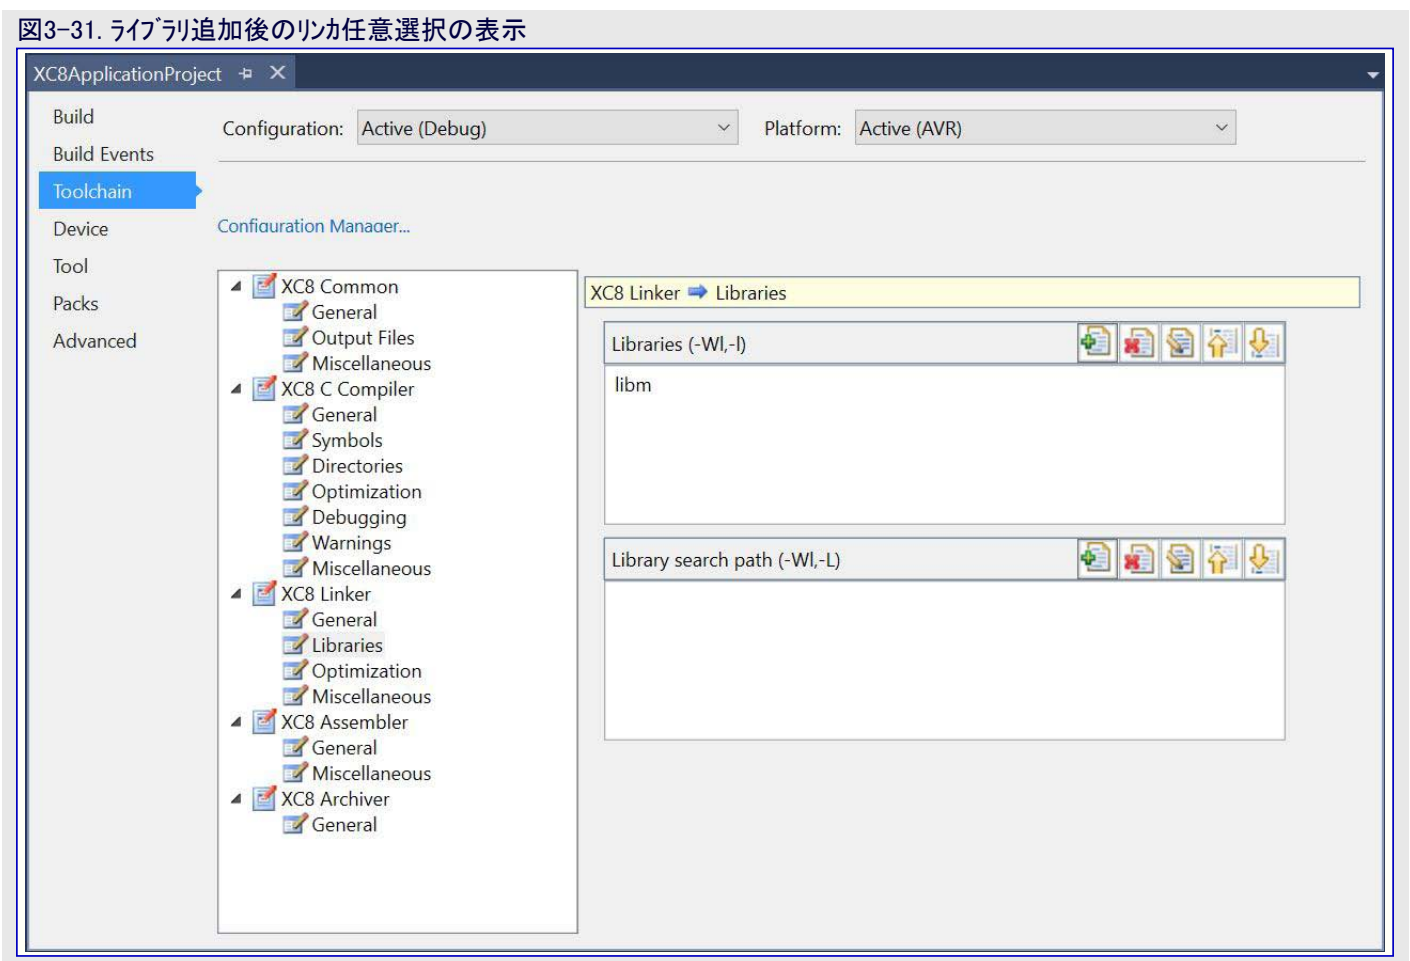 図3-31. ﾗｲﾌﾞﾗﾘ追加後のﾘﾝｶ任意選択の表示
XC8ApplicationProject
Build
Build Events
Toolchain
Device
Tool
Packs
Advanced
Configuration: Active (Debug) Platform: Active (AVR)
Configuration Manager...
XC8 Common
General
Output Files
Miscellaneous
XC8 C Compiler
General
Symbols
Directories
Optimization
Debugging
Warnings
Miscellaneous
XC8 Linker
General
Libraries
Optimization
Miscellaneous
XC8 Assembler
General
Miscellaneous
XC8 Archiver
General
XC8 Linker Libraries
Libraries (-Wl,-l)
libm
Library search path (-Wl,-L)